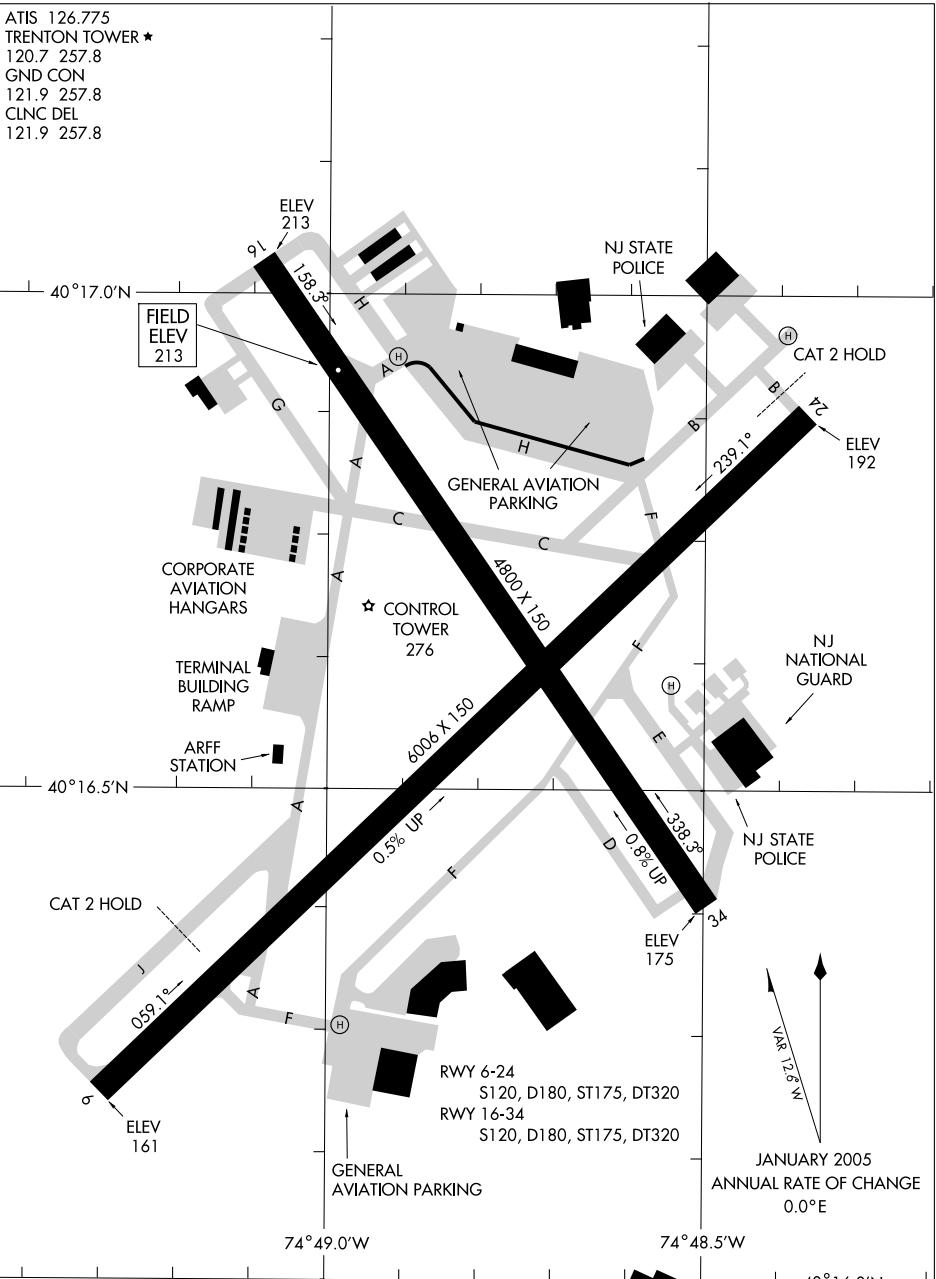 ATIS 126.775
TRENTON TOWER ★
120.7 257.8
GND CON
121.9 257.8
CLNC DEL
121.9 257.8
ELEV
213
16
158.3°
H
NJ STATE
POLICE
40°17.0'N
FIELD
ELEV
213
H
A
H
CAT 2 HOLD
B
24
G
B
ELEV
192
239.1°
A
H
GENERAL AVIATION
PARKING
F
C
C
CORPORATE
AVIATION
HANGARS
A
4800 X 150
CONTROL
TOWER
276
F
NJ
NATIONAL
GUARD
TERMINAL
BUILDING
RAMP
H
6006 X 150
E
ARFF
STATION
40°16.5'N
A
0.5% UP
338.3°
D
0.8% UP
NJ STATE
POLICE
F
CAT 2 HOLD
34
ELEV
175
J
059.1°
A
F
H
VAR 12.6° W
RWY 6-24
S120, D180, ST175, DT320
RWY 16-34
S120, D180, ST175, DT320
6
ELEV
161
JANUARY 2005
ANNUAL RATE OF CHANGE
0.0°E
GENERAL
AVIATION PARKING
74°49.0'W
74°48.5'W